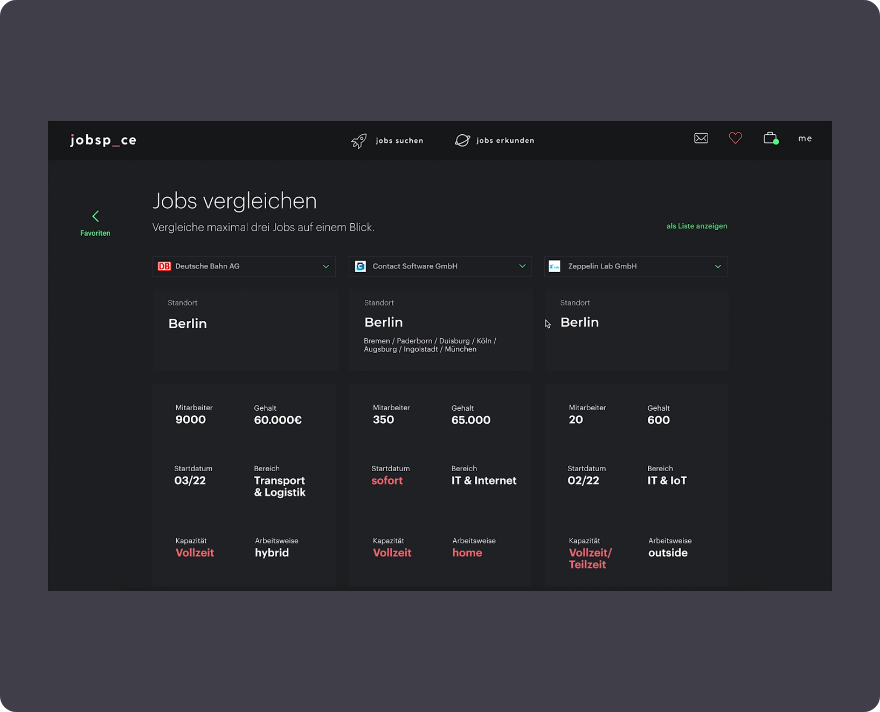 jobsp_ce
jobs suchen
jobs erkunden
me
Favoriten
Jobs vergleichen
Vergleiche maximal drei Jobs auf einem Blick.
als Liste anzeigen
DB Deutsche Bahn AG
Contact Software GmbH
Zeppelin Lab GmbH
Standort
Berlin
Standort
Berlin
Bremen / Paderborn / Duisburg / Köln /
Augsburg / Ingolstadt / München
Standort
Berlin
Mitarbeiter
9000
Gehalt
60.000€
Startdatum
03/22
Bereich
Transport
& Logistik
Kapazität
Vollzeit
Arbeitsweise
hybrid
Mitarbeiter
350
Gehalt
65.000
Startdatum
sofort
Bereich
IT & Internet
Kapazität
Vollzeit
Arbeitsweise
home
Mitarbeiter
20
Gehalt
600
Startdatum
02/22
Bereich
IT & IoT
Kapazität
Vollzeit/
Teilzeit
Arbeitsweise
outside